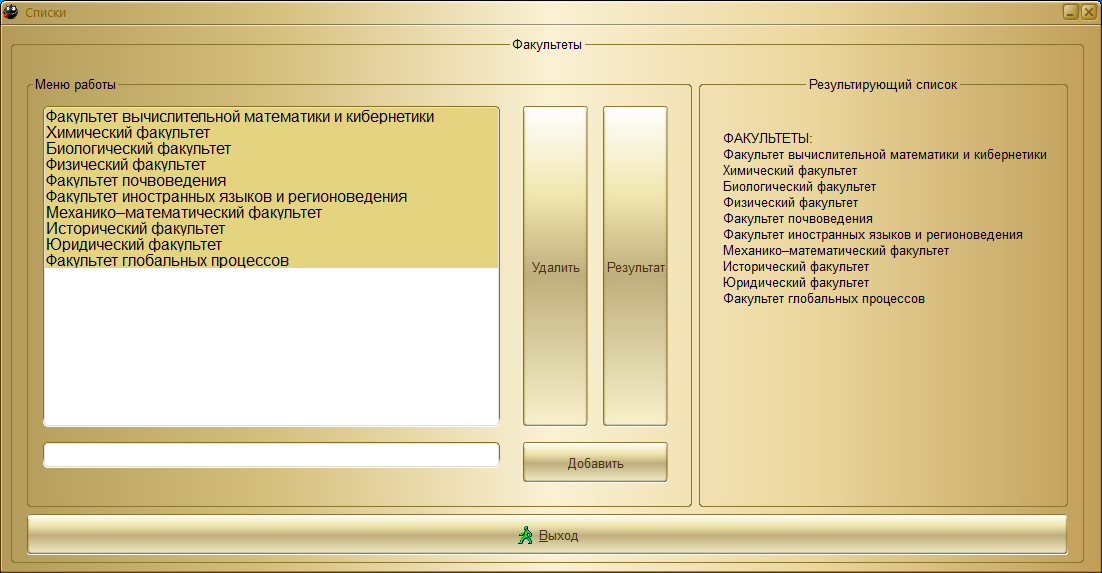 Списки
Факультеты
Меню работы
Факультет вычислительной математики и кибернетики
Химический факультет
Биологический факультет
Физический факультет
Факультет почвоведения
Факультет иностранных языков и регионоведения
Механико–математический факультет
Исторический факультет
Юридический факультет
Факультет глобальных процессов
Удалить
Результат
Добавить
Результирующий список
ФАКУЛЬТЕТЫ:
Факультет вычислительной математики и кибернетики
Химический факультет
Биологический факультет
Физический факультет
Факультет почвоведения
Факультет иностранных языков и регионоведения
Механико–математический факультет
Исторический факультет
Юридический факультет
Факультет глобальных процессов
Выход